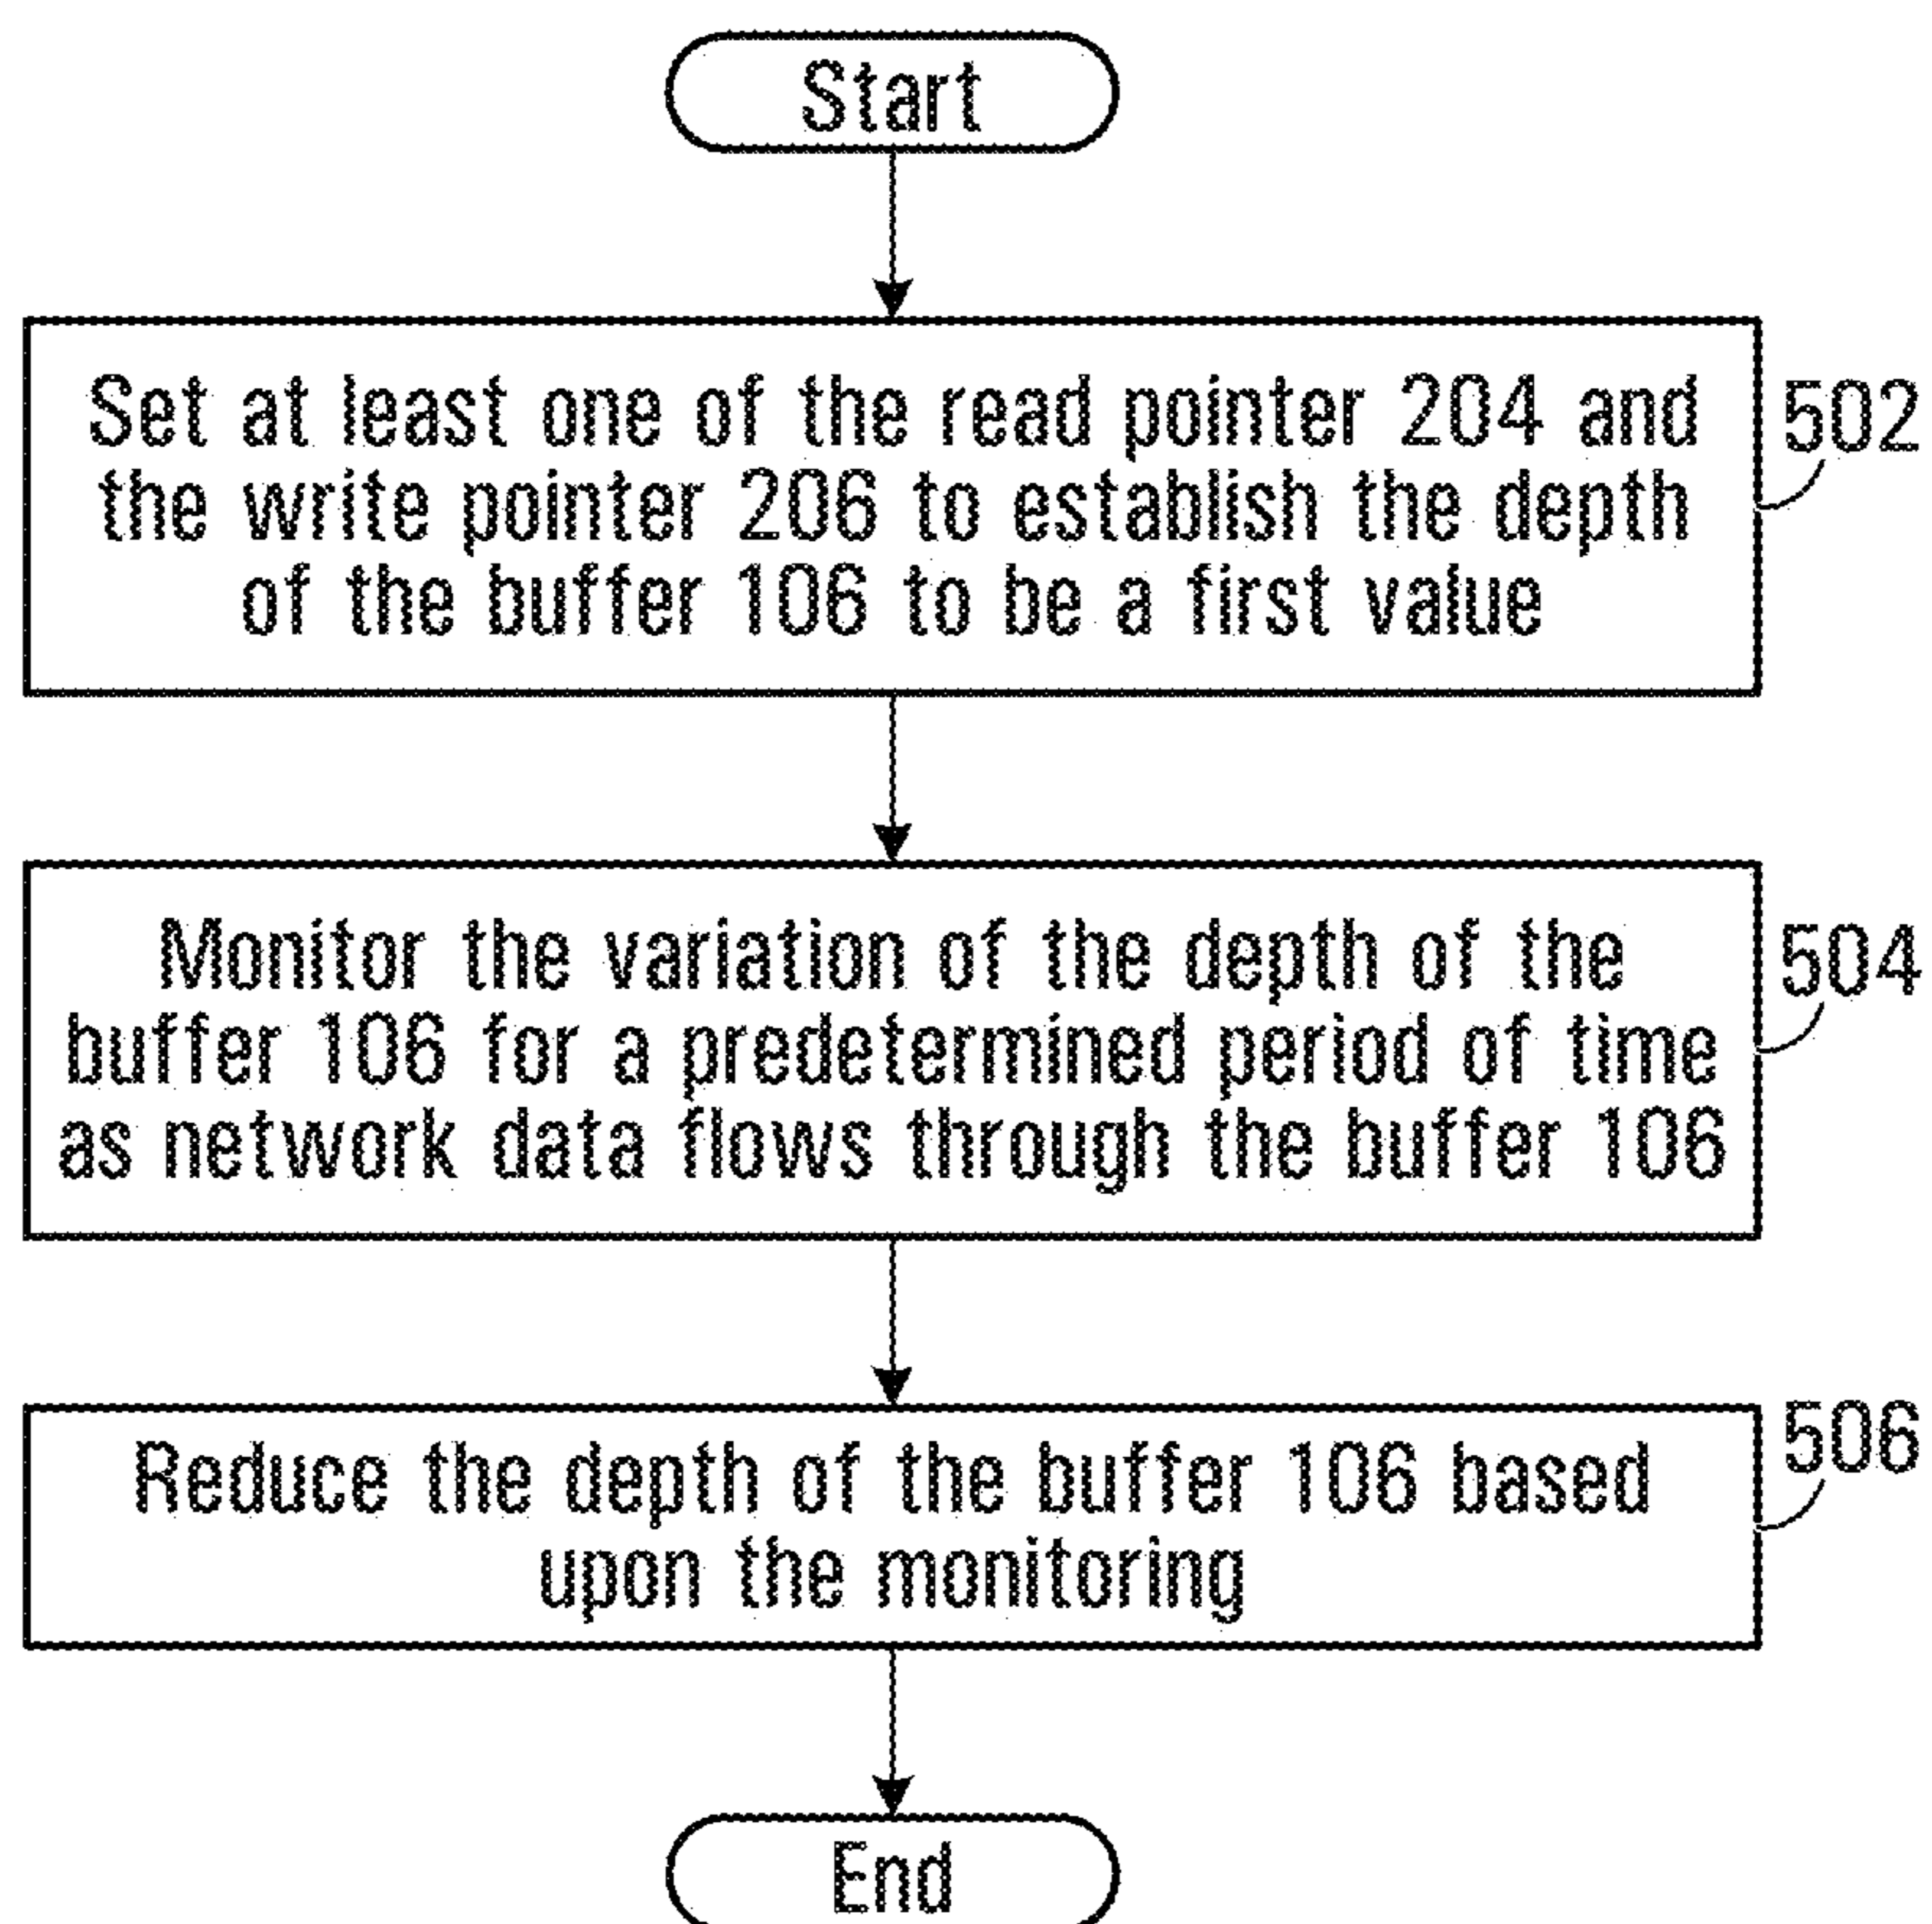 Start
Set at least one of the read pointer 204 and
the write pointer 206 to establish the depth
of the buffer 106 to be a first value
502
Monitor the variation of the depth of the
buffer 106 for a predetermined period of time
as network data flows through the buffer 106
504
Reduce the depth of the buffer 106 based
upon the monitoring
506
End